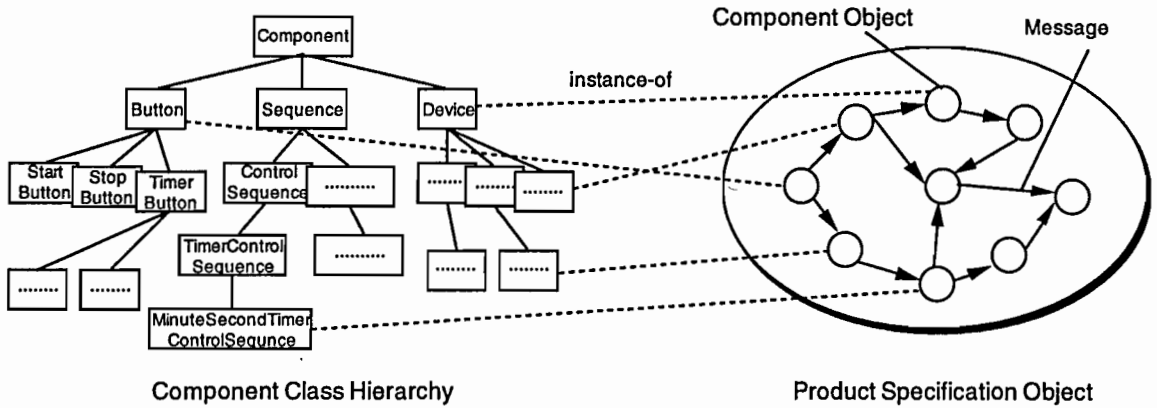 Component Object
Message
Component
instance-of
Button
Sequence
Device
Start
Button
Stop
Button
Timer
Button
Control
Sequence
..........
........
........
........
TimerControl
Sequence
..........
........
........
........
........
MinuteSecondTimer
ControlSequnce
Component Class Hierarchy
Product Specification Object